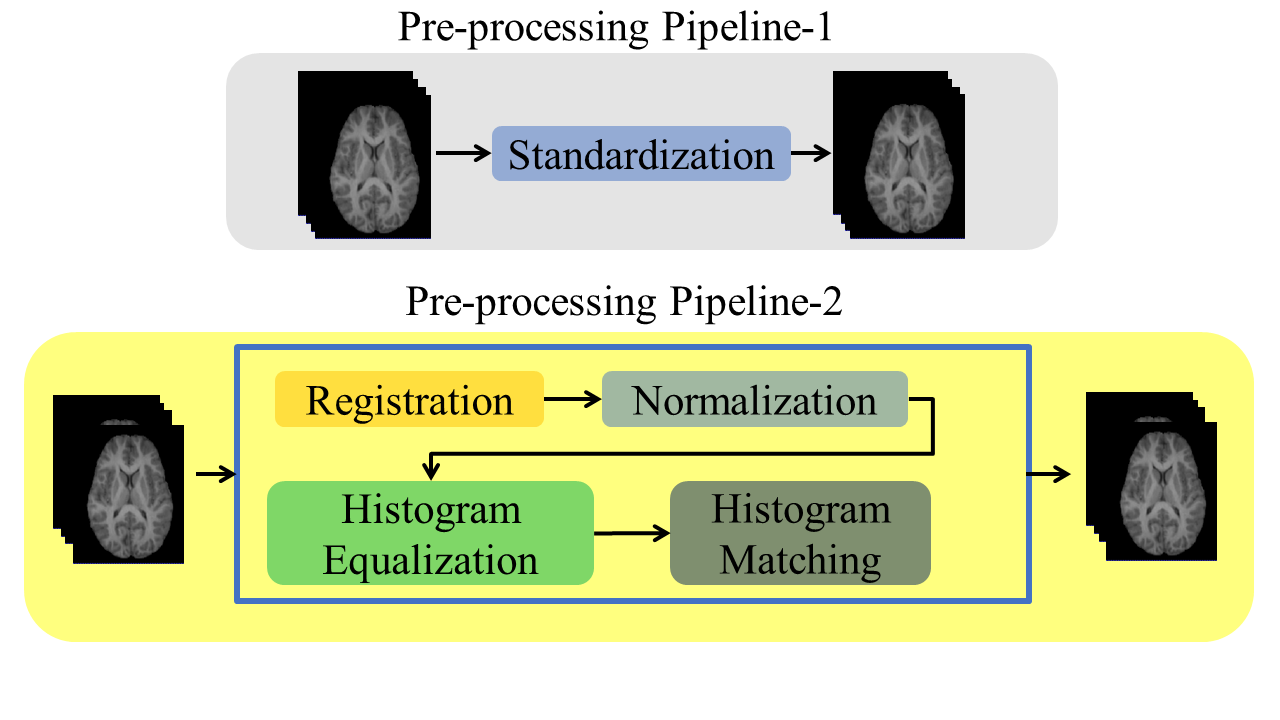 Pre-processing Pipeline-1
Standardization
Pre-processing Pipeline-2
Registration
Normalization
Histogram
Equalization
Histogram
Matching